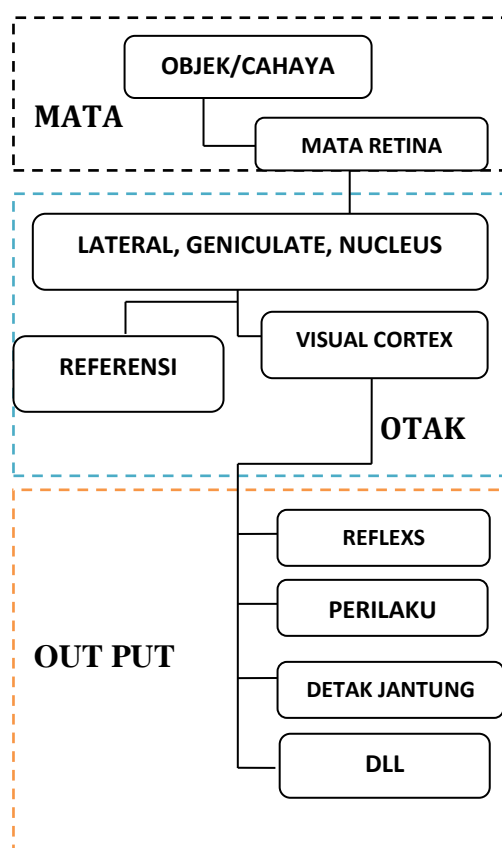 OBJEK/CAHAYA
MATA
MATA RETINA
LATERAL, GENICULATE, NUCLEUS
VISUAL CORTEX
REFERENSI
OTAK
REFLEXS
PERILAKU
OUT PUT
DETAK JANTUNG
DLL